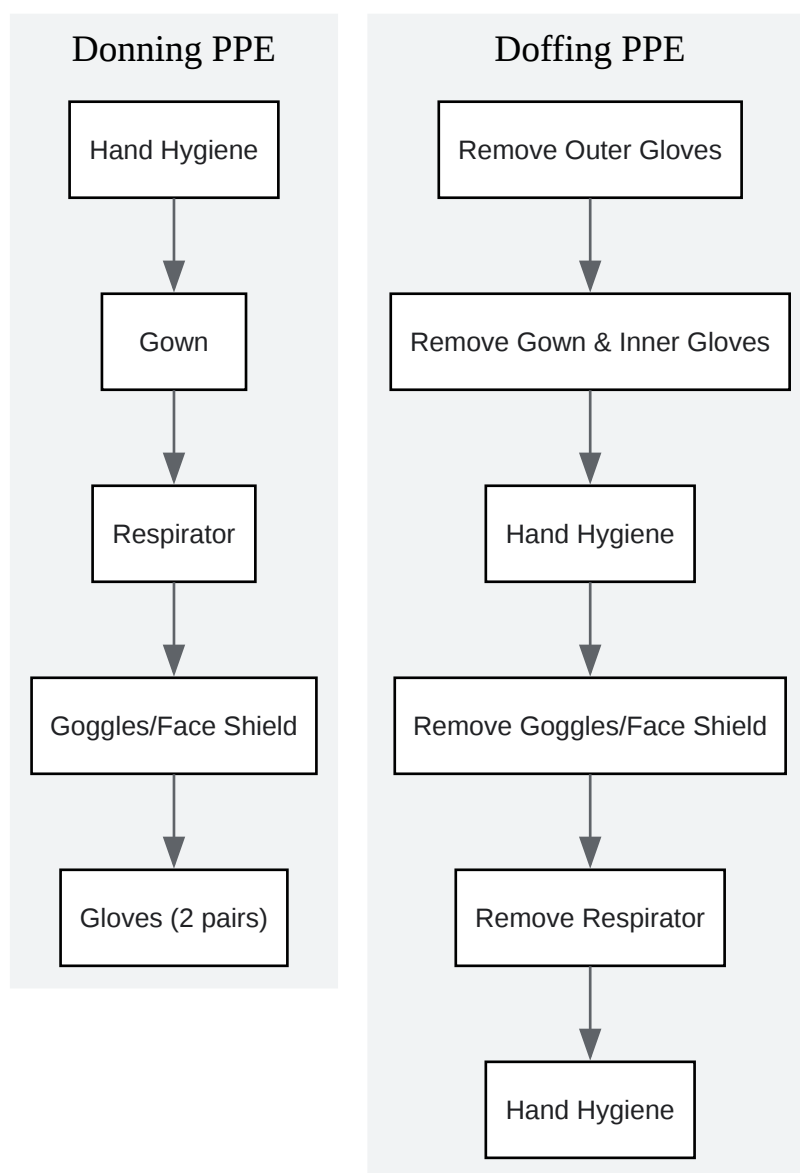 Donning PPE
Hand Hygiene
Gown
Respirator
Goggles/Face Shield
Gloves (2 pairs)
Doffing PPE
Remove Outer Gloves
Remove Gown & Inner Gloves
Hand Hygiene
Remove Goggles/Face Shield
Remove Respirator
Hand Hygiene